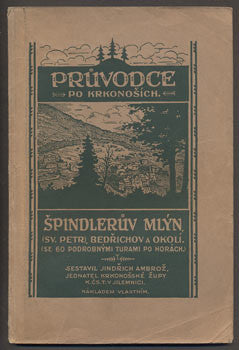 PRŮVODCE
PO KRKONOŠÍCH.
ŠPINDLERŮV MLÝN,
(SV. PETR), BEDŘICHOV A OKOLÍ.
(SE 60 PODROBNÝMI TURAMI PO HORÁCH.)
SESTAVIL JINDŘICH AMBROŽ,
JEDNATEL KRKONOŠSKÉ ŽUPY
K.ČS.T. V JILEMNICI.
NÁKLADEM VLASTNÍM.